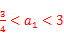 3/4 < a₁ < 3